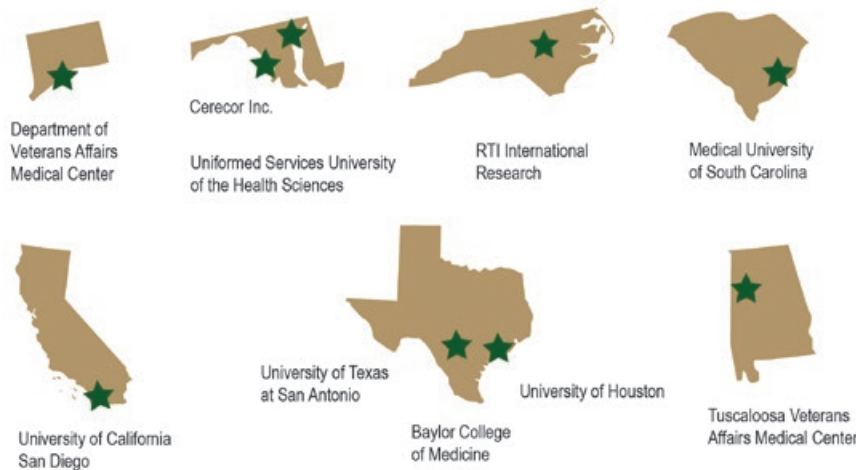 Department of
Veterans Affairs
Medical Center
Cerecor Inc.
Uniformed Services University
of the Health Sciences
RTI International
Research
Medical University
of South Carolina
University of California
San Diego
University of Texas
at San Antonio
Baylor College
of Medicine
University of Houston
Tuscaloosa Veterans
Affairs Medical Center